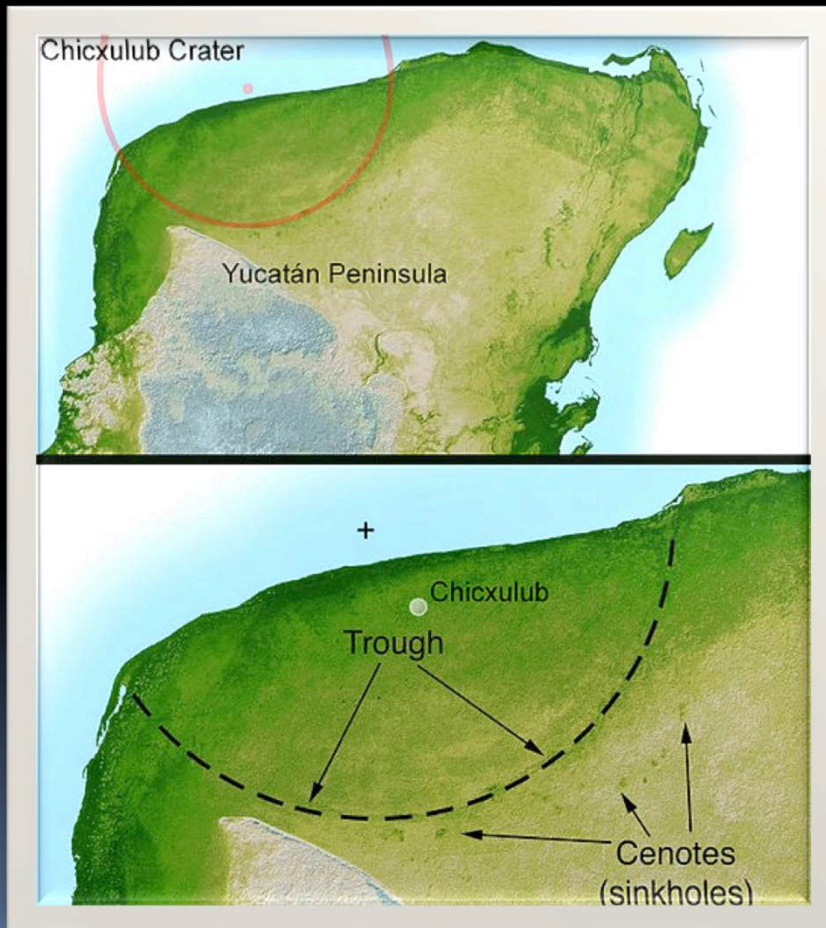 Chicxulub Crater
Yucatán Peninsula
+
Chicxulub
Trough
Cenotes
(sinkholes)